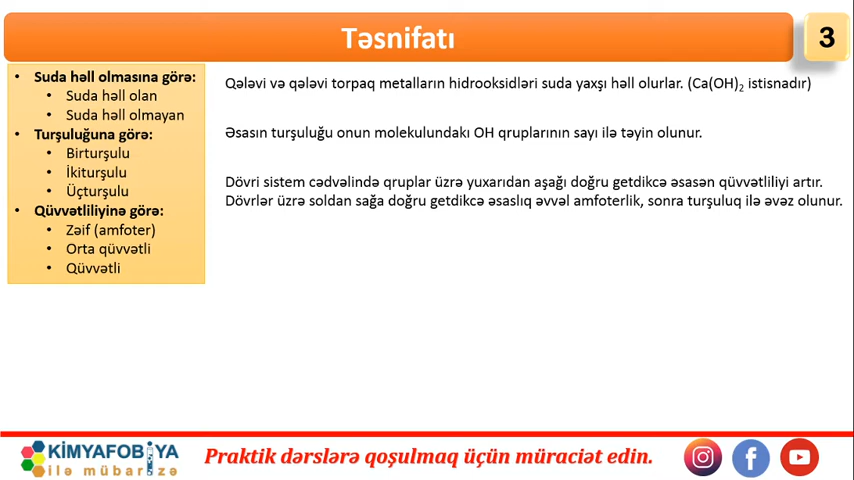 Təsnifatı
3
• Suda həll olmasına görə:
• Suda həll olan
• Suda həll olmayan
• Turşuluğuna görə:
• Birturşulu
• İkiturşulu
• Üçturşulu
• Qüvvətliliyinə görə:
• Zəif (amfoter)
• Orta qüvvətli
• Qüvvətli
Qələvi və qələvi torpaq metalların hidrooksidləri suda yaxşı həll olurlar. (Ca(OH)₂ istisnadır)
Əsasın turşuluğu onun molekulundakı OH qruplarının sayı ilə təyin olunur.
Dövri sistem cədvəlində qruplar üzrə yuxarıdan aşağı doğru getdikcə əsasən qüvvətliliyi artır.
Dövrlər üzrə soldan sağa doğru getdikcə əsaslıq əvvəl amfoterlik, sonra turşuluq ilə əvəz olunur.
KİMYAFOBİYA
ilə mübarizə
Praktik dərslərə qoşulmaq üçün müraciət edin.